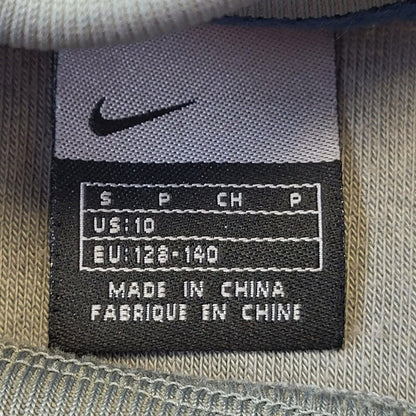 S P CH P
US: 10
EU: 128-140
MADE IN CHINA
FABRIQUE EN CHINE